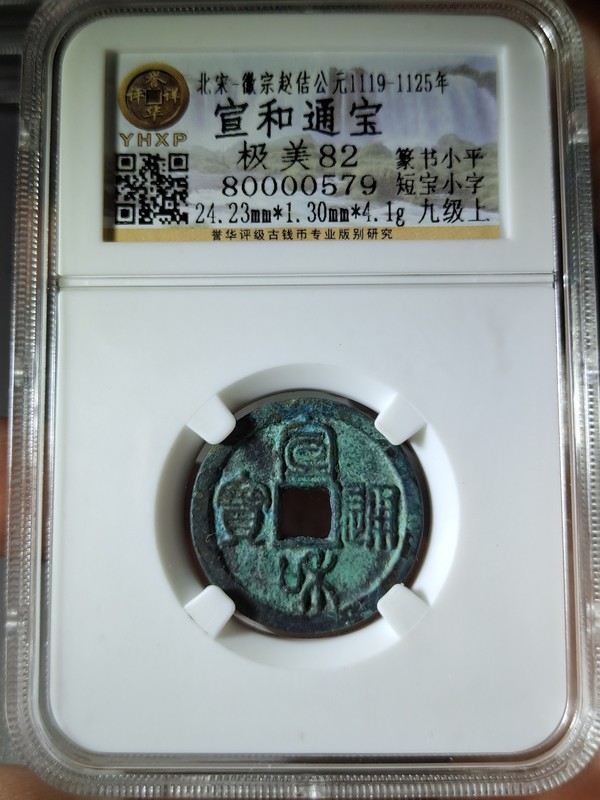 北宋-徽宗赵佶公元1119-1125年
宣和通宝
YHXP
极美82 篆书小平
80000579 短宝小字
24.23mm*1.30mm*4.1g 九级上
誉华评级古钱币专业版别研究
宣
寶 通
和